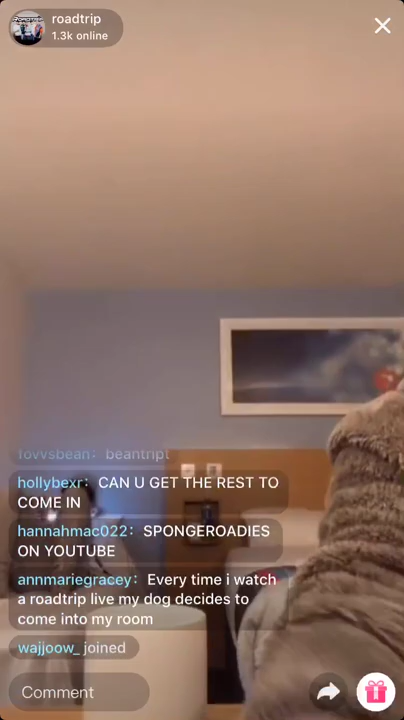 roadtrip
1.3k online
fovvsbean: beantript
hollybexr: CAN U GET THE REST TO
COME IN
hannahmac022: SPONGEROADIES
ON YOUTUBE
annmariegracey: Every time i watch
a roadtrip live my dog decides to
come into my room
wajjoow_ joined
Comment